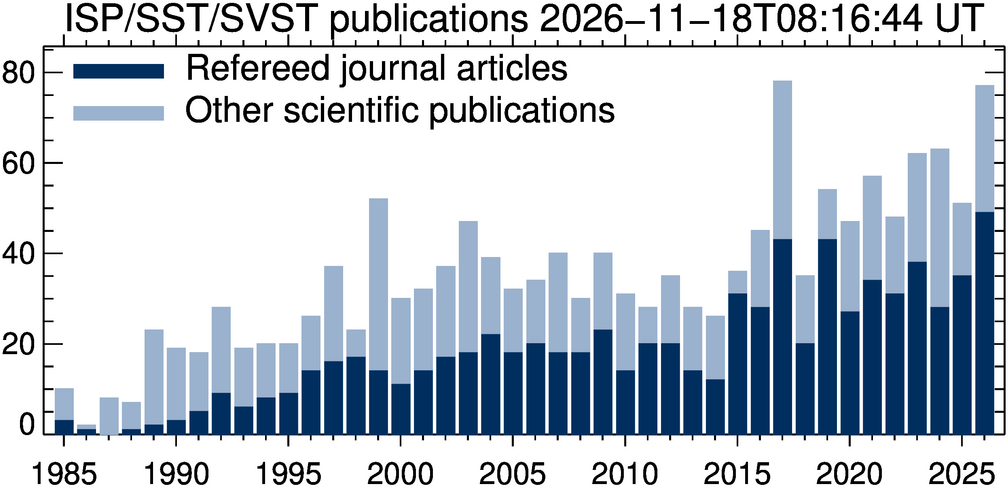 ISP/SST/SVST publications 2026−11−18T08:16:44 UT
Refereed journal articles
Other scientific publications
80
60
40
20
0
1985 1990 1995 2000 2005 2010 2015 2020 2025